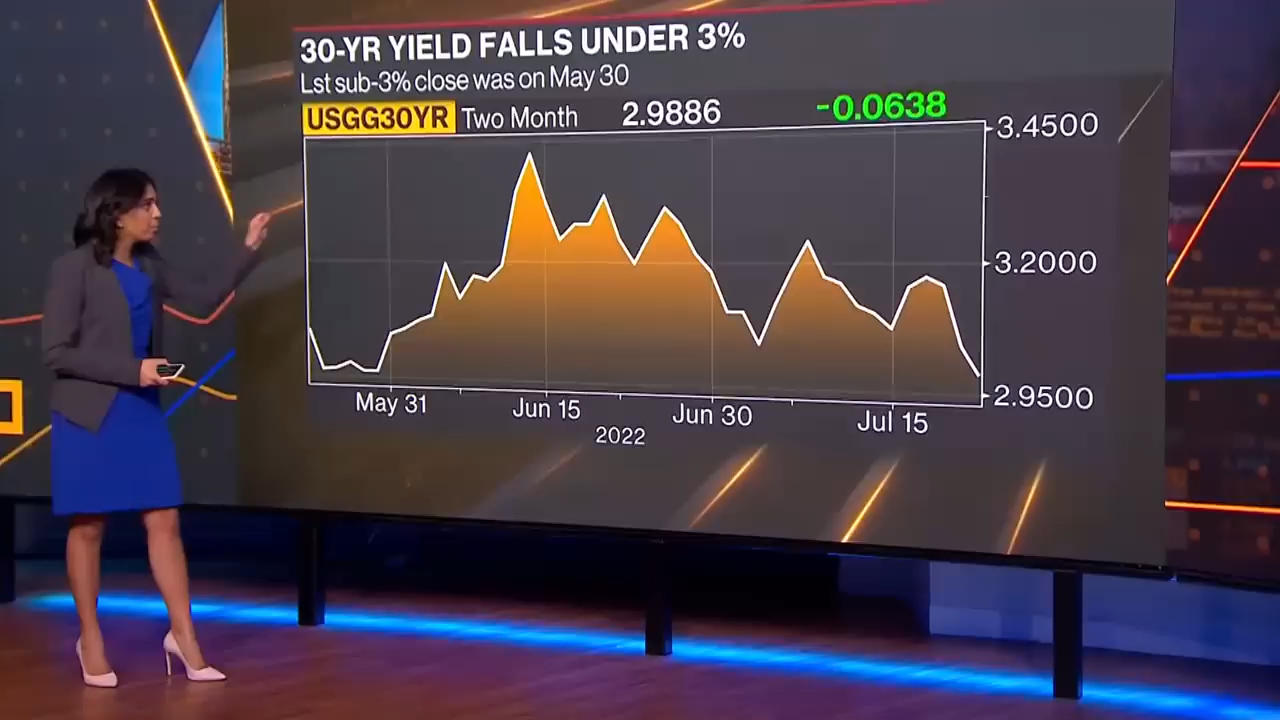 30-YR YIELD FALLS UNDER 3%
Lst sub-3% close was on May 30
USGG30YR Two Month 2.9886 -0.0638
3.4500
3.2000
2.9500
May 31 Jun 15 Jun 30 Jul 15
2022